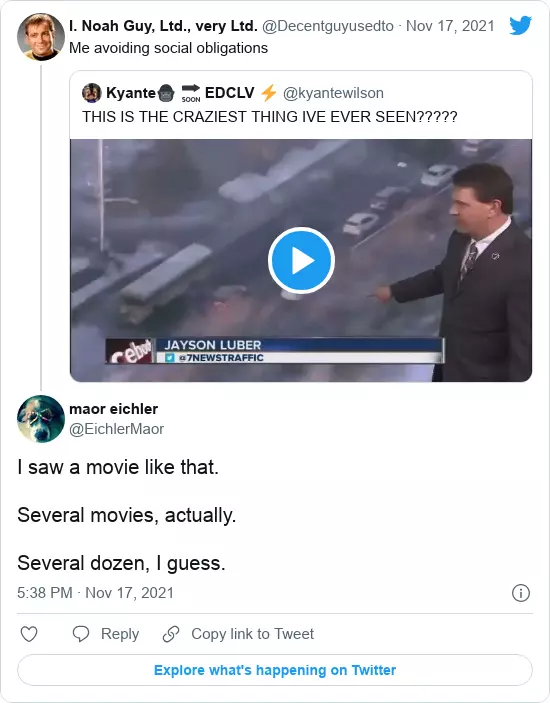 I. Noah Guy, Ltd., very Ltd. @Decentguyusedto · Nov 17, 2021
Me avoiding social obligations
Kyante SOON EDCLV ⚡ @kyantewilson
THIS IS THE CRAZIEST THING IVE EVER SEEN?????
JAYSON LUBER
@7NEWSTRAFFIC
maor eichler
@EichlerMaor
I saw a movie like that.
Several movies, actually.
Several dozen, I guess.
5:38 PM · Nov 17, 2021
Reply
Copy link to Tweet
Explore what's happening on Twitter